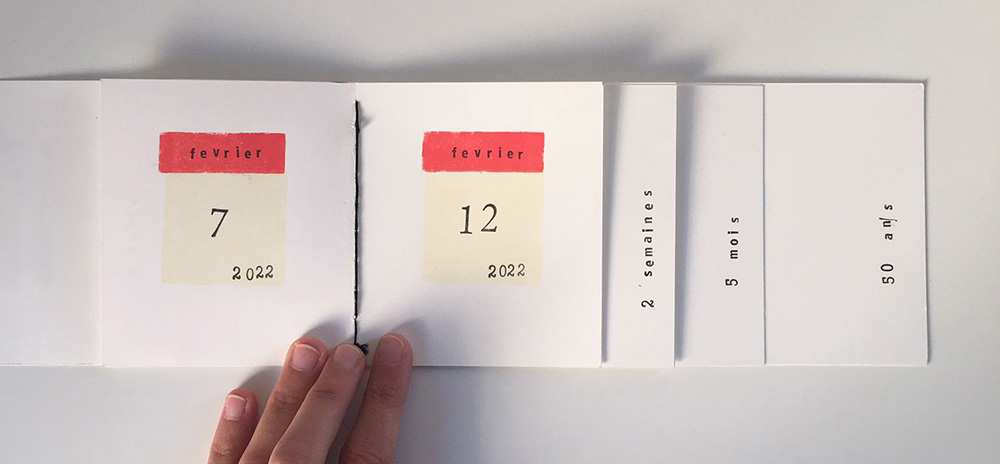 fevrier
7
2022
fevrier
12
2022
2 semaines
5 mois
50 ans